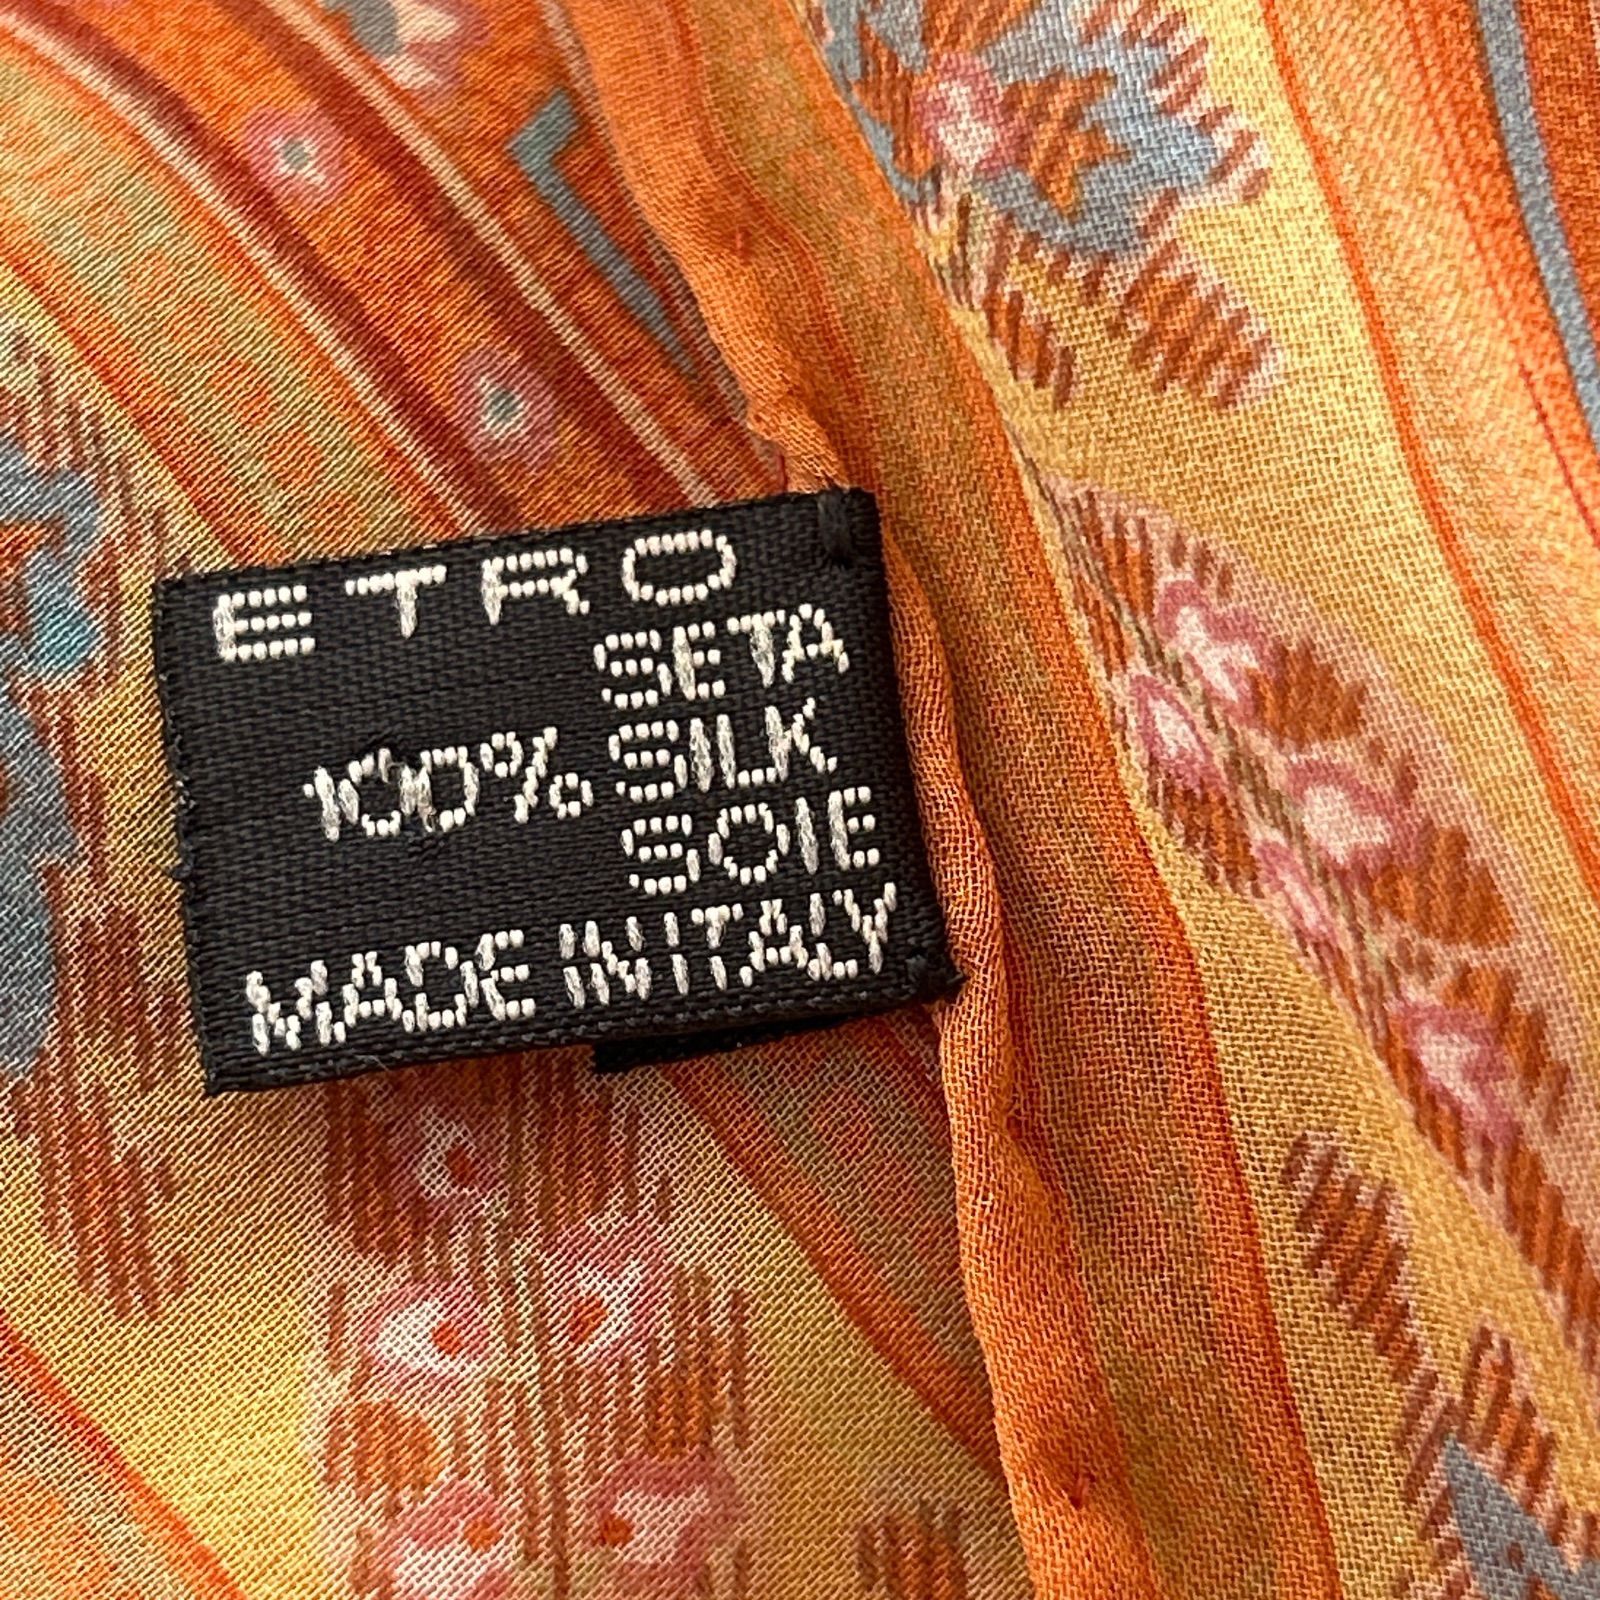 ETRO
SETA
100% SILK
SOIE
MADE IN ITALY